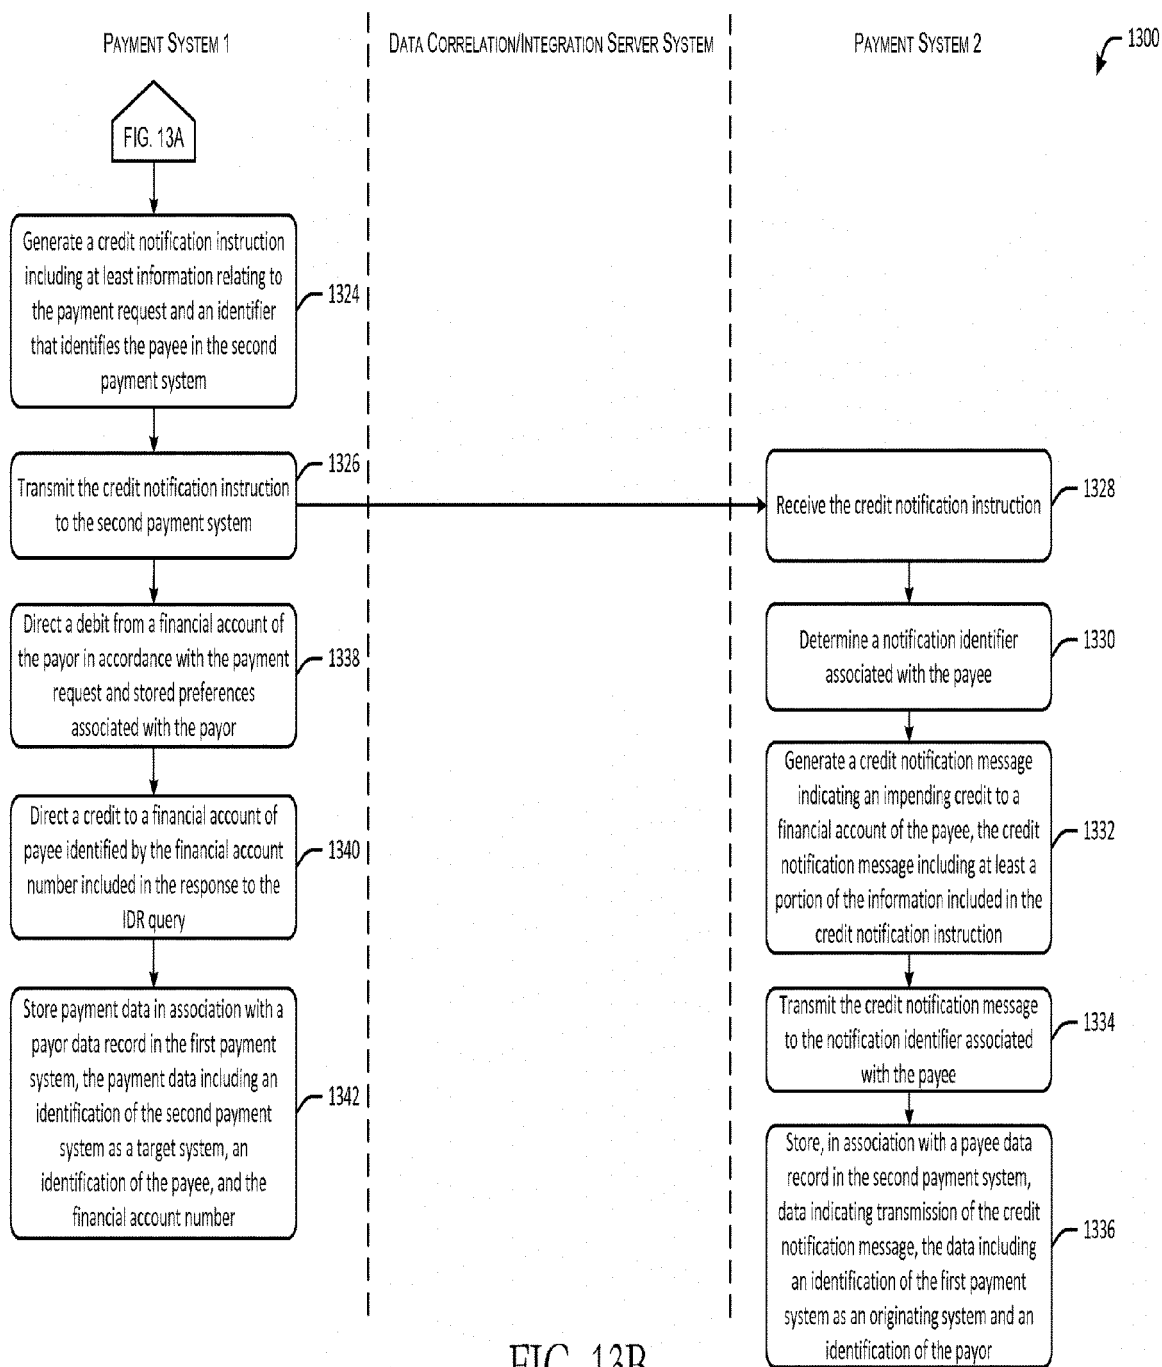 PAYMENT SYSTEM 1
DATA CORRELATION/INTEGRATION SERVER SYSTEM
PAYMENT SYSTEM 2
1300
FIG. 13A
Generate a credit notification instruction
including at least information relating to
the payment request and an identifier
that identifies the payee in the second
payment system
1324
Transmit the credit notification instruction
to the second payment system
1326
Receive the credit notification instruction
1328
Direct a debit from a financial account of
the payor in accordance with the payment
request and stored preferences
associated with the payor
1338
Determine a notification identifier
associated with the payee
1330
Direct a credit to a financial account of
payee identified by the financial account
number included in the response to the
IDR query
1340
Generate a credit notification message
indicating an impending credit to a
financial account of the payee, the credit
notification message including at least a
portion of the information included in the
credit notification instruction
1332
Store payment data in association with a
payor data record in the first payment
system, the payment data including an
identification of the second payment
system as a target system, an
identification of the payee, and the
financial account number
1342
Transmit the credit notification message
to the notification identifier associated
with the payee
1334
Store, in association with a payee data
record in the second payment system,
data indicating transmission of the credit
notification message, the data including
an identification of the first payment
system as an originating system and an
identification of the payor
1336
FIG. 13B